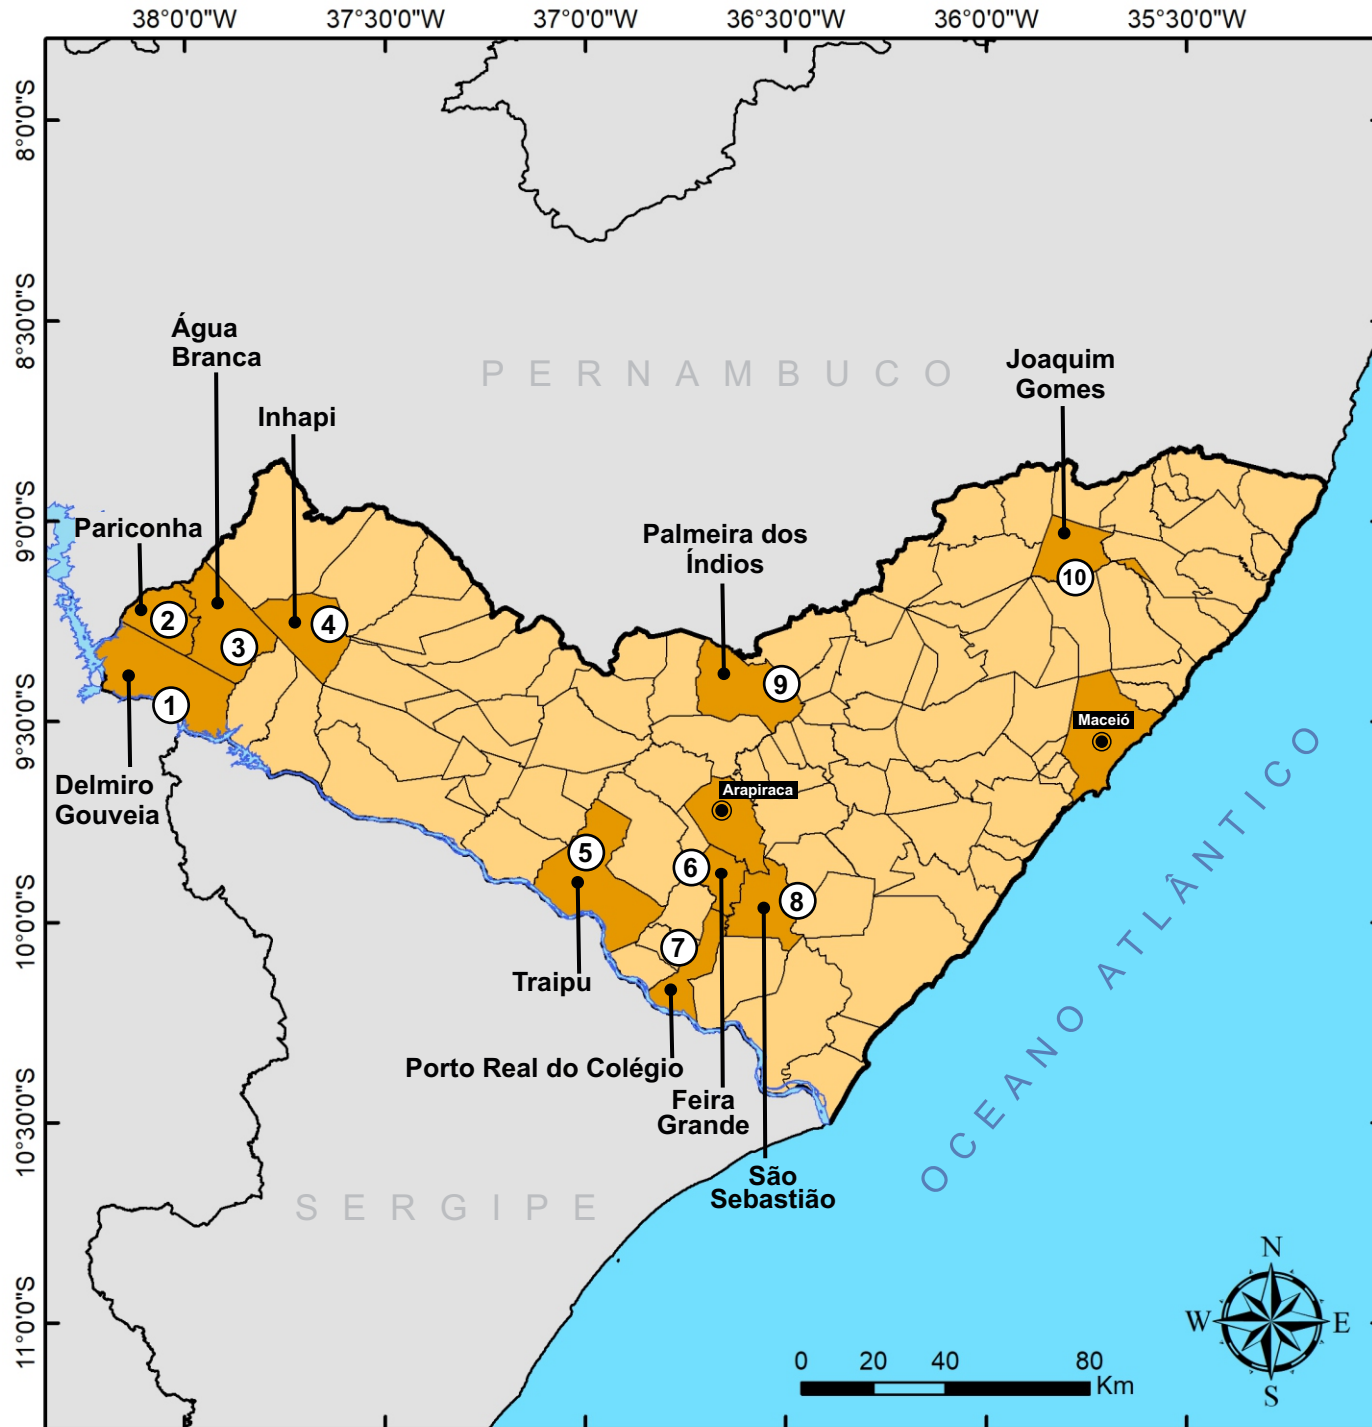 38°0'0"W
37°30'0"W
37°0'0"W
36°30'0"W
36°0'0"W
35°30'0"W
8°0'0"S
8°30'0"S
9°0'0"S
9°30'0"S
10°0'0"S
10°30'0"S
11°0'0"S
PERNAMBUCO
Água
Branca
Inhapi
Joaquim
Gomes
Pariconha
Palmeira dos
Índios
2
3
4
10
1
9
Maceió
Delmiro
Gouveia
Arapiraca
5
6
8
7
Traipu
Porto Real do Colégio
Feira
Grande
São
Sebastião
OCEANO ATLÂNTICO
SERGIPE
N
W
E
S
0
20
40
80
Km